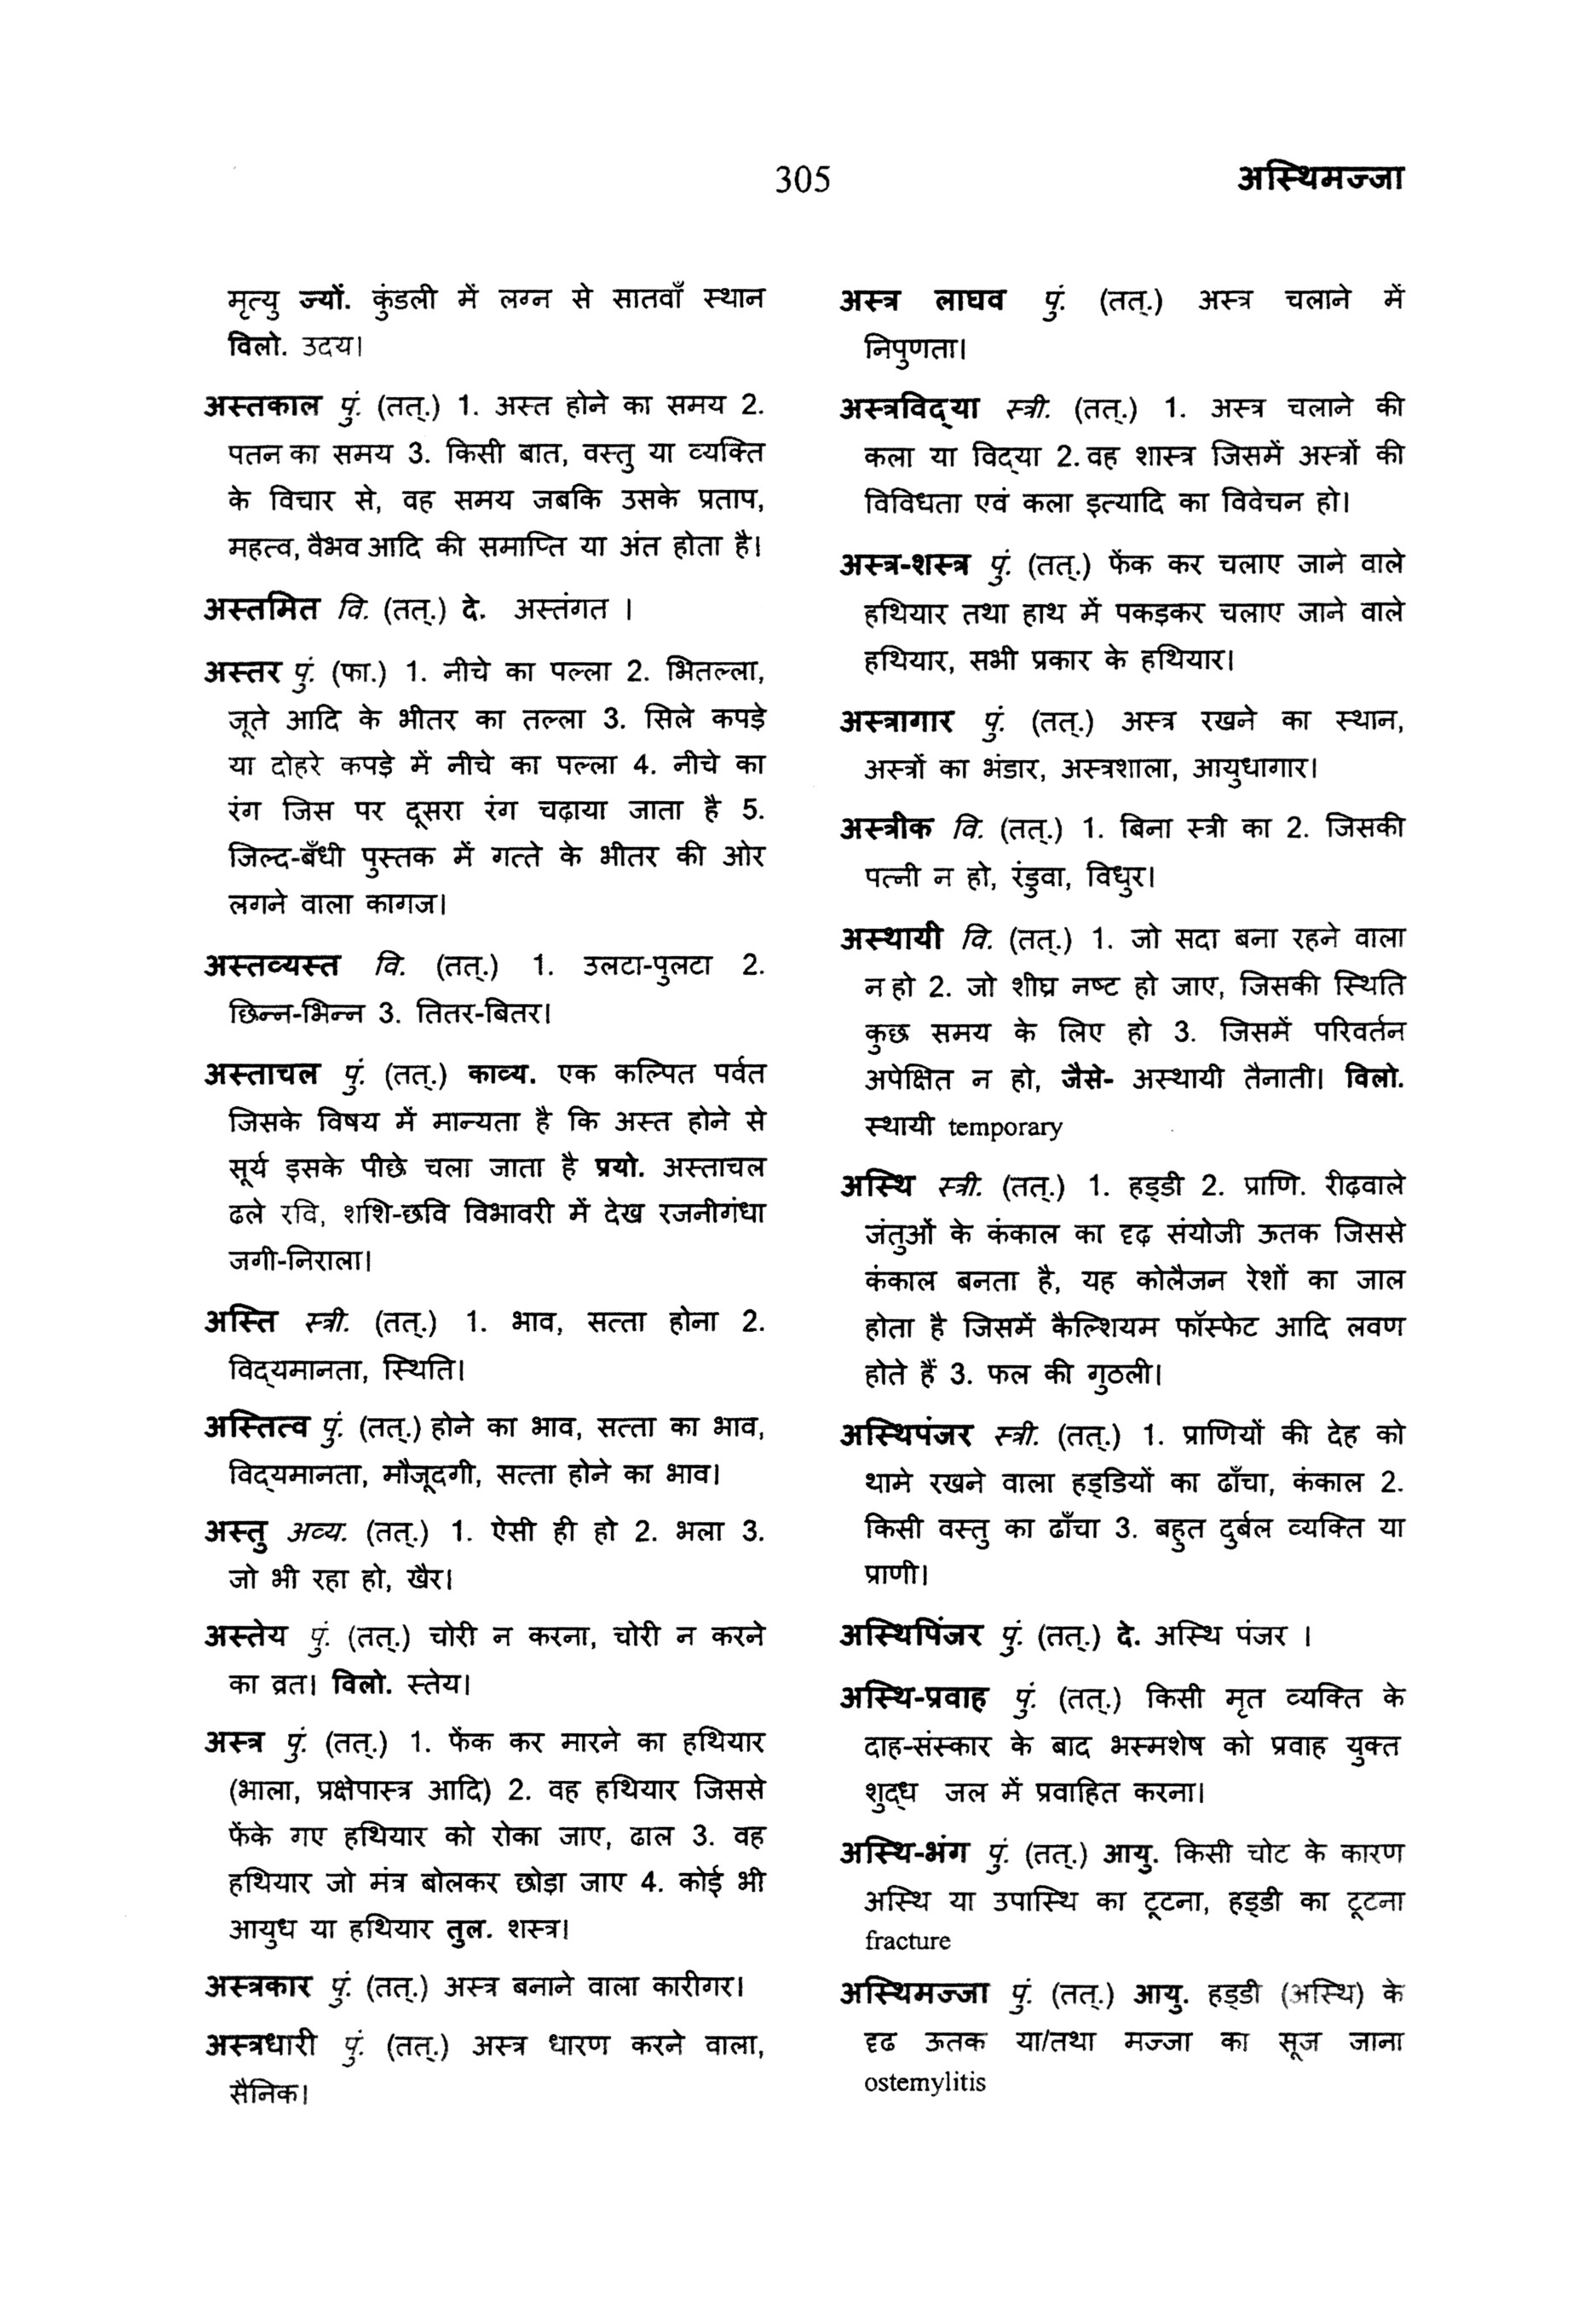 305
अस्थिमज्जा
मृत्यु ज्यों. कुंडली में लग्न से सातवाँ स्थान
विलो. उदय।
अस्तकाल पुं. (तत्.) 1. अस्त होने का समय 2.
पतन का समय 3. किसी बात, वस्तु या व्यक्ति
के विचार से, वह समय जबकि उसके प्रताप,
महत्व, वैभव आदि की समाप्ति या अंत होता है।
अस्तमित वि. (तत्.) दे. अस्तंगत ।
अस्तर पुं. (फा.) 1. नीचे का पल्ला 2. भितल्ला,
जूते आदि के भीतर का तल्ला 3. सिले कपड़े
या दोहरे कपड़े में नीचे का पल्ला 4. नीचे का
रंग जिस पर दूसरा रंग चढ़ाया जाता है 5.
जिल्द-बँधी पुस्तक में गत्ते के भीतर की ओर
लगने वाला कागज।
अस्तव्यस्त वि. (तत्.) 1. उलटा-पुलटा 2.
छिन्न-भिन्न 3. तितर-बितर।
अस्ताचल पुं. (तत्.) काव्य. एक कल्पित पर्वत
जिसके विषय में मान्यता है कि अस्त होने से
सूर्य इसके पीछे चला जाता है प्रयो. अस्ताचल
ढले रवि, शशि-छवि विभावरी में देख रजनीगंधा
जगी-निराला।
अस्ति स्त्री. (तत्.) 1. भाव, सत्ता होना 2.
विद्‌यमानता, स्थिति।
अस्तित्व पुं. (तत्.) होने का भाव, सत्ता का भाव,
विद्‌यमानता, मौजूदगी, सत्ता होने का भाव।
अस्तु अव्य. (तत्.) 1. ऐसी ही हो 2. भला 3.
जो भी रहा हो, खैर।
अस्तेय पुं. (तत्.) चोरी न करना, चोरी न करने
का व्रत। विलो. स्तेय।
अस्त्र पुं. (तत्.) 1. फेंक कर मारने का हथियार
(भाला, प्रक्षेपास्त्र आदि) 2. वह हथियार जिससे
फेंके गए हथियार को रोका जाए, ढाल 3. वह
हथियार जो मंत्र बोलकर छोड़ा जाए 4. कोई भी
आयुध या हथियार तुल. शस्त्र।
अस्त्रकार पुं. (तत्.) अस्त्र बनाने वाला कारीगर।
अस्त्रधारी पुं. (तत्.) अस्त्र धारण करने वाला,
सैनिक।
अस्त्र लाघव पुं. (तत्.) अस्त्र चलाने में
निपुणता।
अस्त्रविद्‌या स्त्री. (तत्.) 1. अस्त्र चलाने की
कला या विद्‌या 2. वह शास्त्र जिसमें अस्त्रों की
विविधता एवं कला इत्यादि का विवेचन हो।
अस्त्र-शस्त्र पुं. (तत्.) फेंक कर चलाए जाने वाले
हथियार तथा हाथ में पकड़कर चलाए जाने वाले
हथियार, सभी प्रकार के हथियार।
अस्त्रागार पुं. (तत्.) अस्त्र रखने का स्थान,
अस्त्रों का भंडार, अस्त्रशाला, आयुधागार।
अस्त्रीक वि. (तत्.) 1. बिना स्त्री का 2. जिसकी
पत्नी न हो, रंडुवा, विधुर।
अस्थायी वि. (तत्.) 1. जो सदा बना रहने वाला
न हो 2. जो शीघ्र नष्ट हो जाए, जिसकी स्थिति
कुछ समय के लिए हो 3. जिसमें परिवर्तन
अपेक्षित न हो, जैसे- अस्थायी तैनाती। विलो.
स्थायी temporary
अस्थि स्त्री. (तत्.) 1. हड्‌डी 2. प्राणि. रीढ़वाले
जंतुओं के कंकाल का दृढ़ संयोजी ऊतक जिससे
कंकाल बनता है, यह कोलैजन रेशों का जाल
होता है जिसमें कैल्शियम फॉस्फेट आदि लवण
होते हैं 3. फल की गुठली।
अस्थिपंजर स्त्री. (तत्.) 1. प्राणियों की देह को
थामे रखने वाला हड्‌डियों का ढाँचा, कंकाल 2.
किसी वस्तु का ढाँचा 3. बहुत दुर्बल व्यक्ति या
प्राणी।
अस्थिपिंजर पुं. (तत्.) दे. अस्थि पंजर ।
अस्थि-प्रवाह पुं. (तत्.) किसी मृत व्यक्ति के
दाह-संस्कार के बाद भस्मशेष को प्रवाह युक्त
शुद्‌ध जल में प्रवाहित करना।
अस्थि-भंग पुं. (तत्.) आयु. किसी चोट के कारण
अस्थि या उपास्थि का टूटना, हड्‌डी का टूटना
fracture
अस्थिमज्जा पुं. (तत्.) आयु. हड्‌डी (अस्थि) के
दृढ ऊतक या/तथा मज्जा का सूज जाना
ostemylitis